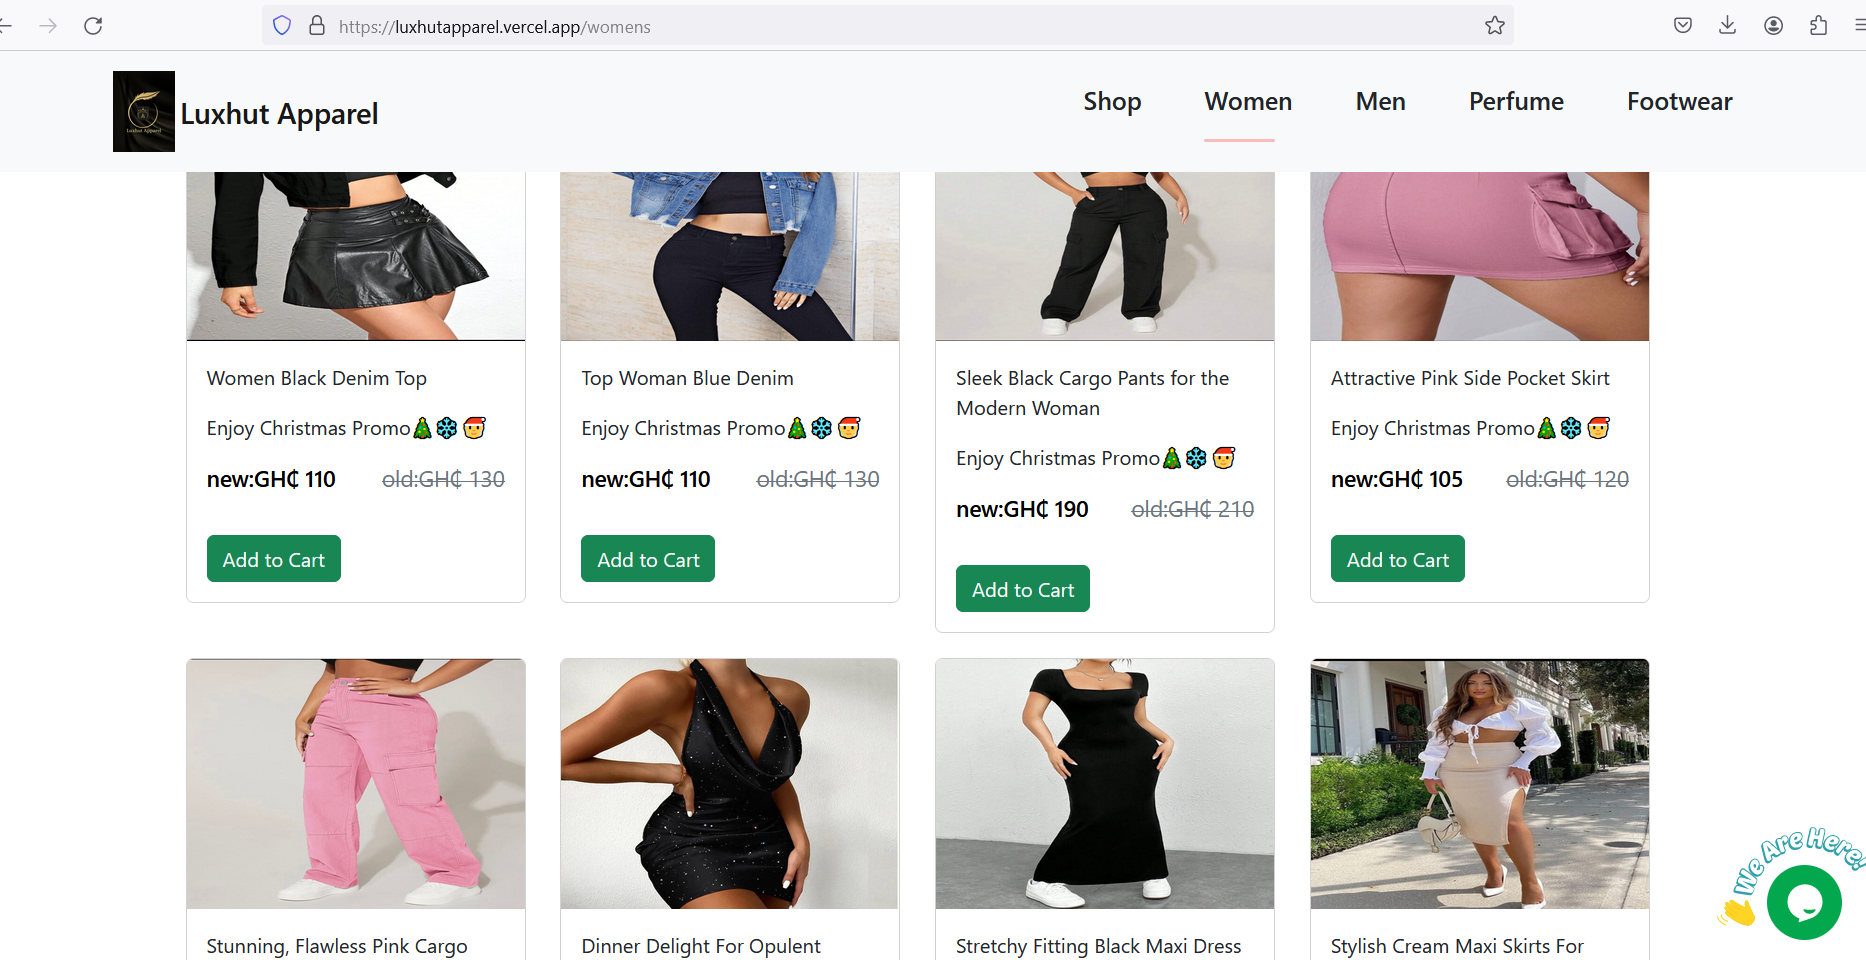 https://luxhutapparel.vercel.app/womens
Luxhut Apparel
Luxhut Apparel
Shop
Women
Men
Perfume
Footwear
Women Black Denim Top
Enjoy Christmas Promo🎄❄️🎅
new:GH₵ 110
old:GH₵ 130
Add to Cart
Top Woman Blue Denim
Enjoy Christmas Promo🎄❄️🎅
new:GH₵ 110
old:GH₵ 130
Add to Cart
Sleek Black Cargo Pants for the
Modern Woman
Enjoy Christmas Promo🎄❄️🎅
new:GH₵ 190
old:GH₵ 210
Add to Cart
Attractive Pink Side Pocket Skirt
Enjoy Christmas Promo🎄❄️🎅
new:GH₵ 105
old:GH₵ 120
Add to Cart
Stunning, Flawless Pink Cargo
Dinner Delight For Opulent
Stretchy Fitting Black Maxi Dress
Stylish Cream Maxi Skirts For
We Are Here!